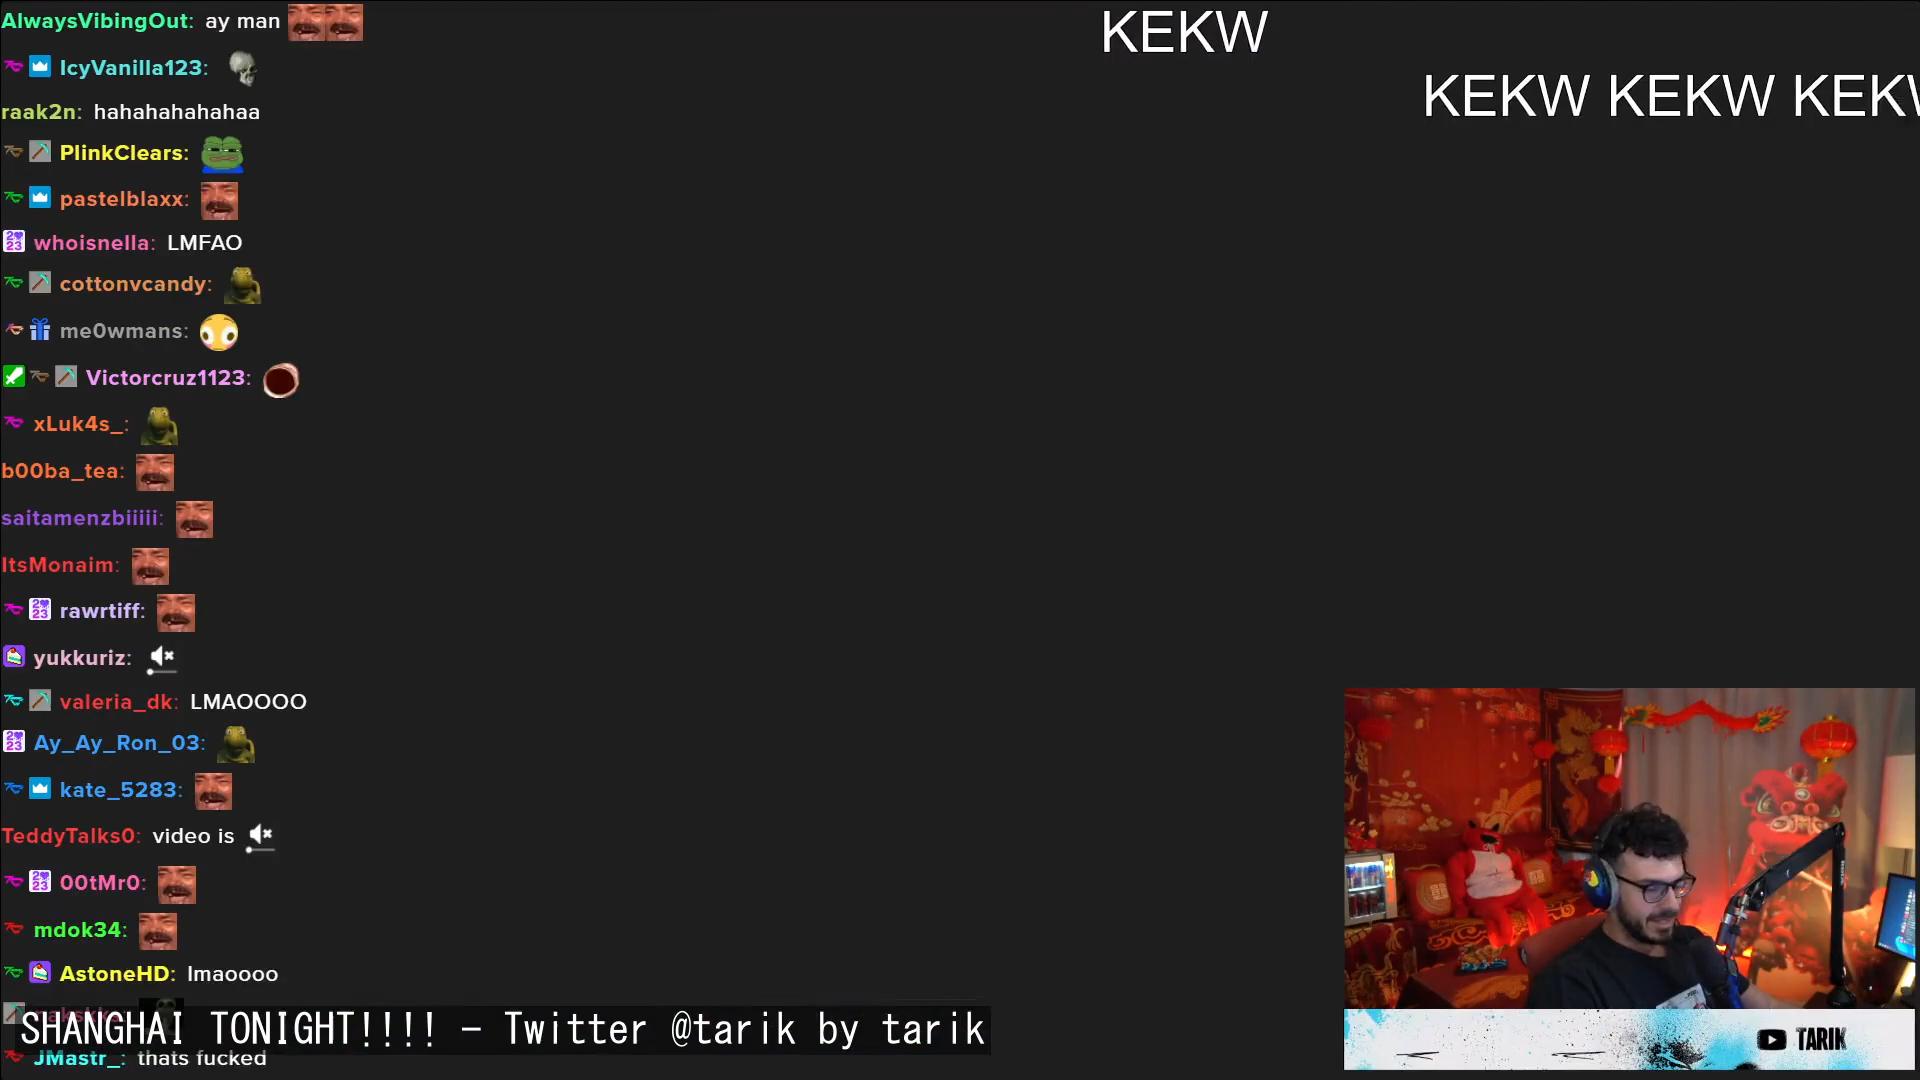 AlwaysVibingOut: ay man
KEKW
IcyVanilla123:
KEKW KEKW KEKW
raak2n: hahahahahahaa
PlinkClears:
pastelblaxx:
whoisnella: LMFAO
cottonvcandy:
me0wmans:
Victorcruz1123:
xLuk4s_:
b00ba_tea:
saitamenzbiiiii:
ItsMonaim:
rawrtiff:
yukkuriz:
valeria_dk: LMAOOOO
Ay_Ay_Ron_03:
kate_5283:
TeddyTalks0: video is
00tMr0:
mdok34:
AstoneHD: lmaoooo
SHANGHAI TONIGHT!!!! - Twitter @tarik by tarik
JMastr_: thats fucked
TARIK